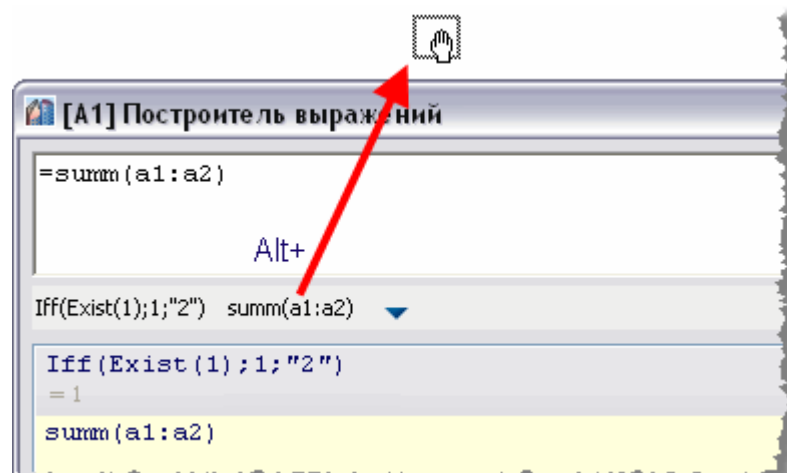 [A1] Построитель выражений
=summ(a1:a2)
Alt+
Iff(Exist(1);1;"2") summ(a1:a2)
Iff(Exist(1);1;"2")
= 1
summ(a1:a2)